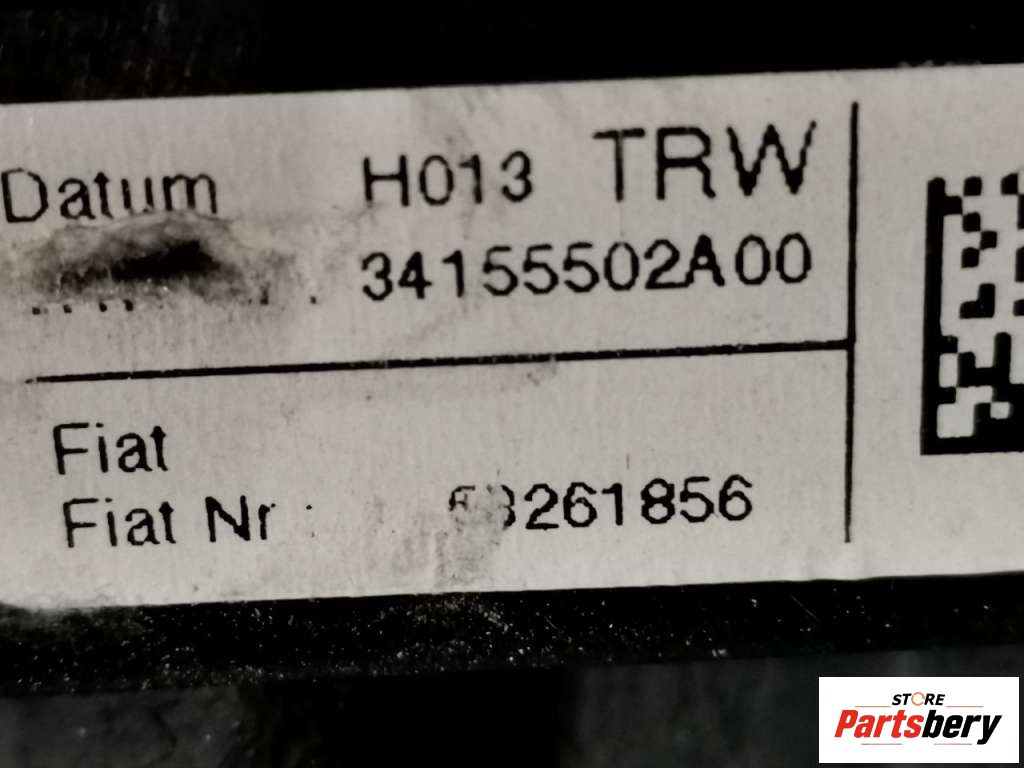 Datum H013 TRW
34155502A00
Fiat
Fiat Nr :
STORE
Partsbery